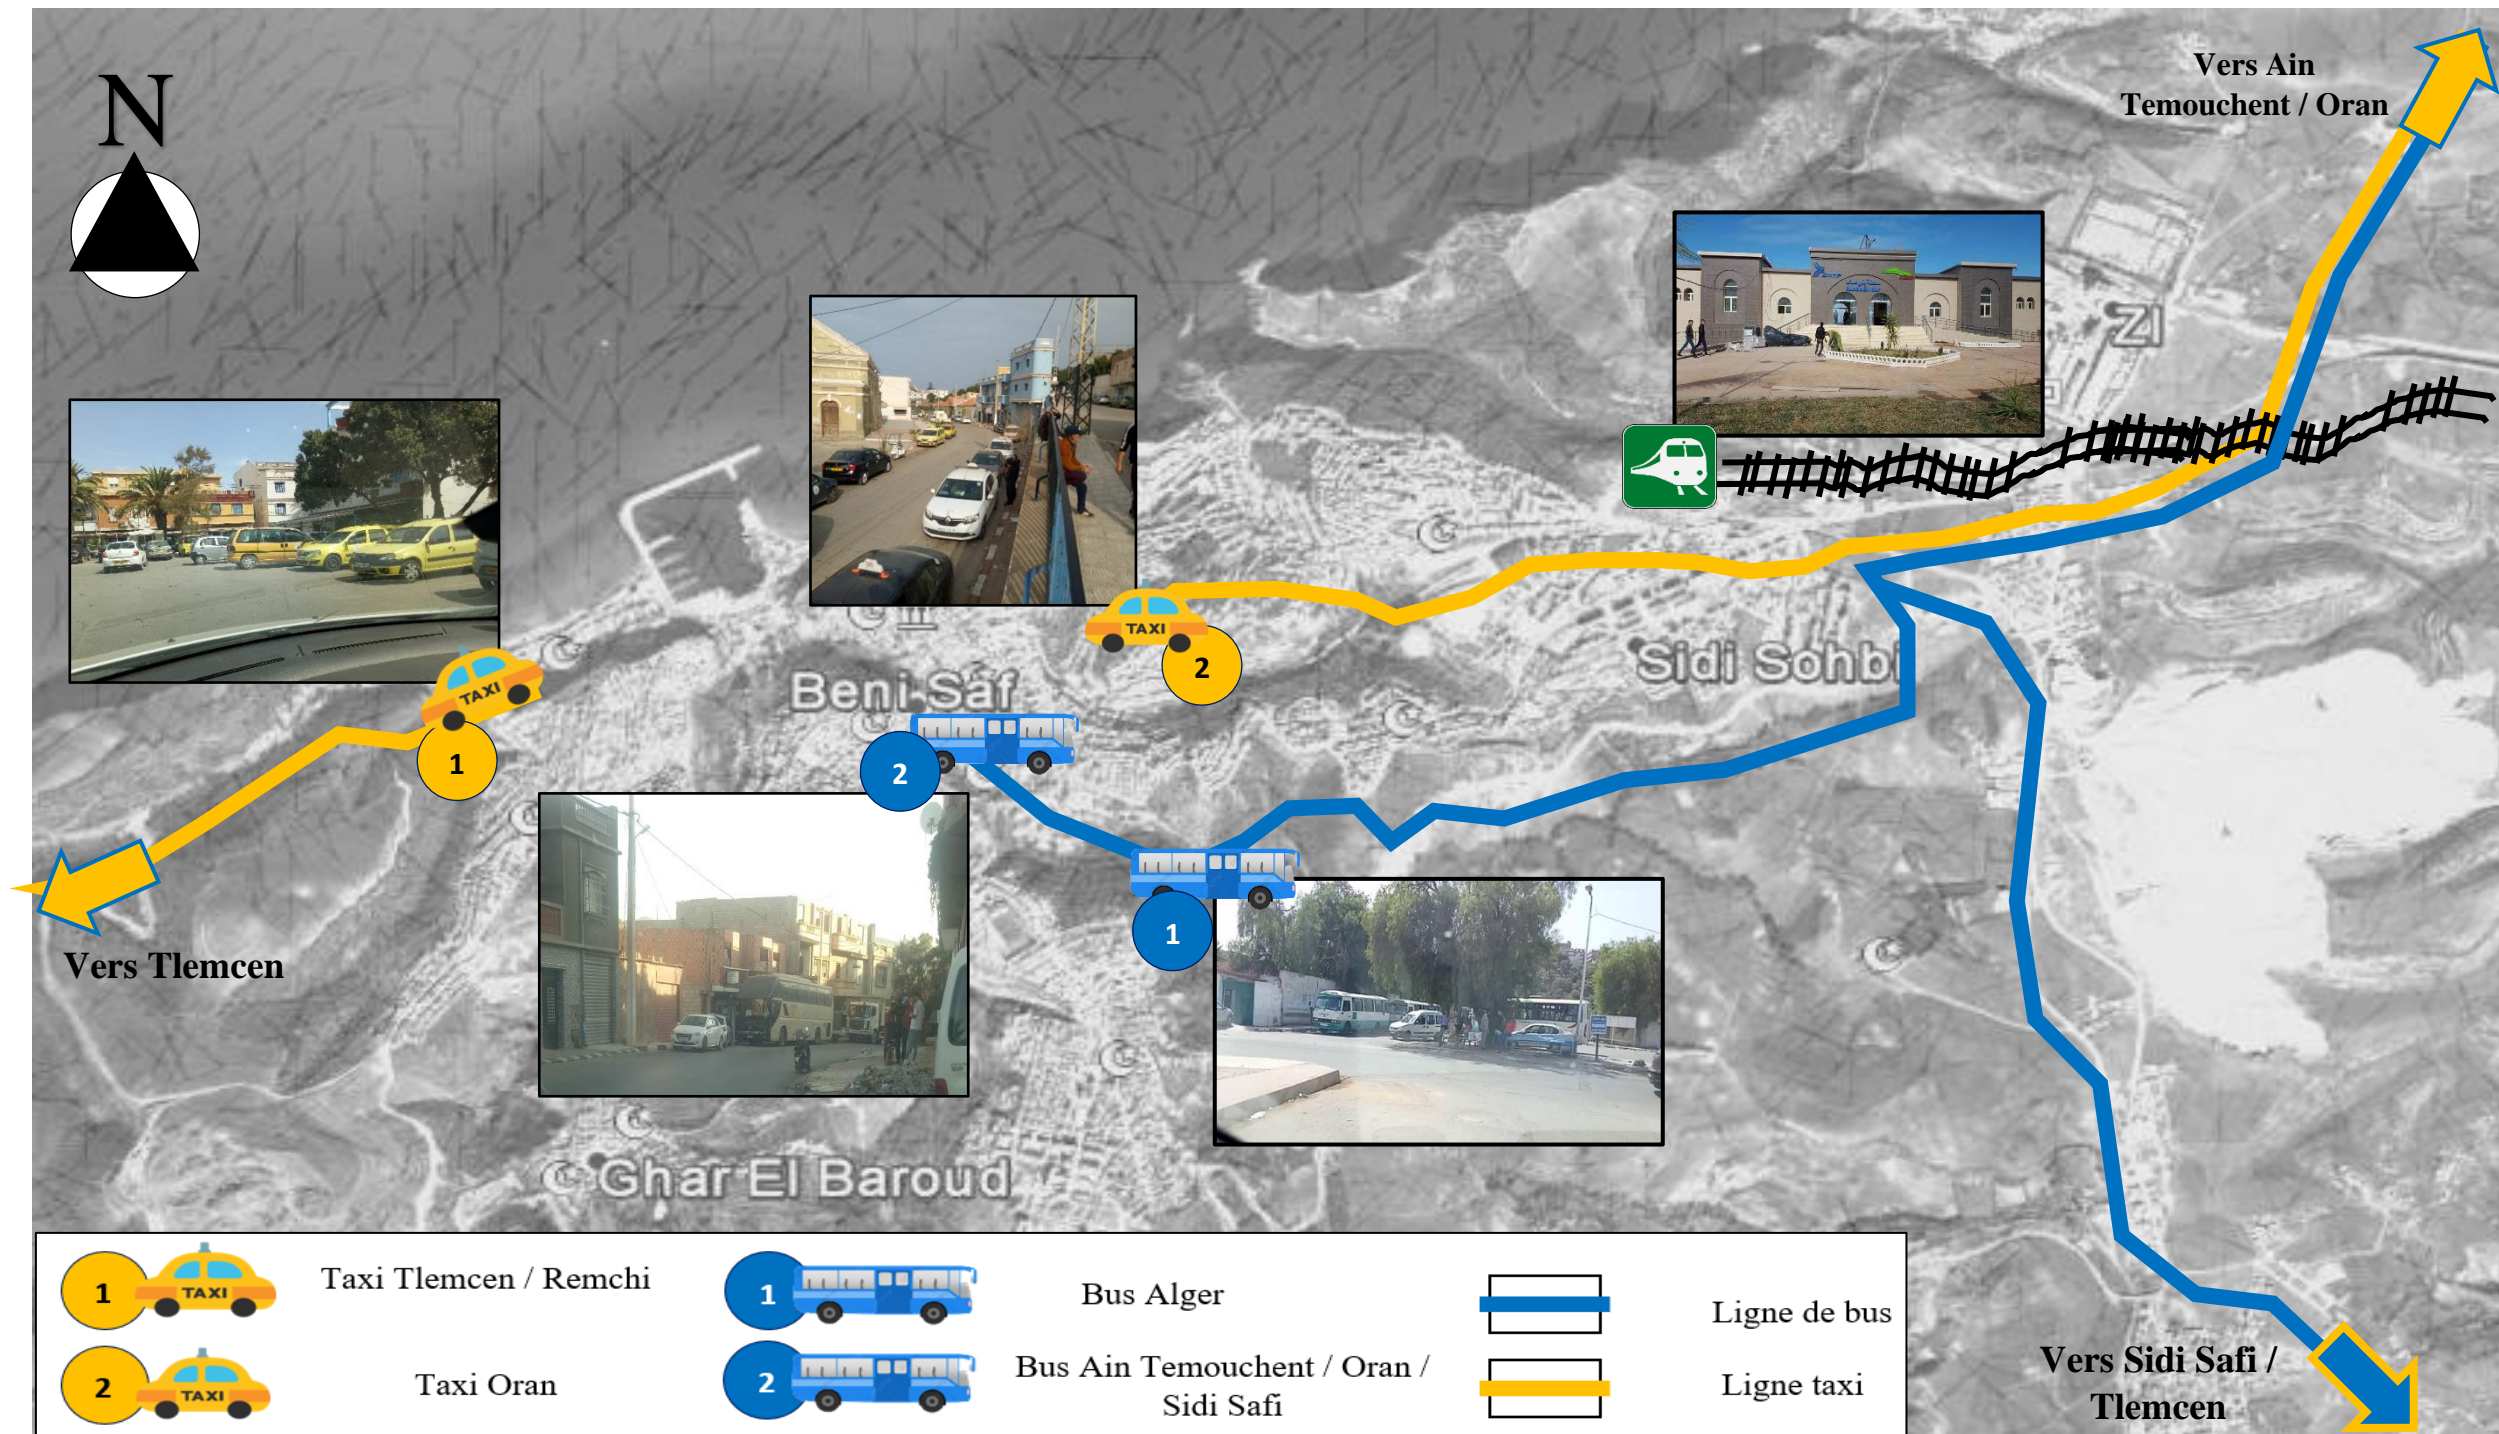 N
Vers Ain
Temouchent / Oran
ZI
TAXI
2
TAXI
1
Beni Saf
Sidi Sohbi
2
1
Vers Tlemcen
Ghar El Baroud
1
TAXI
Taxi Tlemcen / Remchi
2
TAXI
Taxi Oran
1
Bus Alger
2
Bus Ain Temouchent / Oran /
Sidi Safi
Ligne de bus
Ligne taxi
Vers Sidi Safi /
Tlemcen